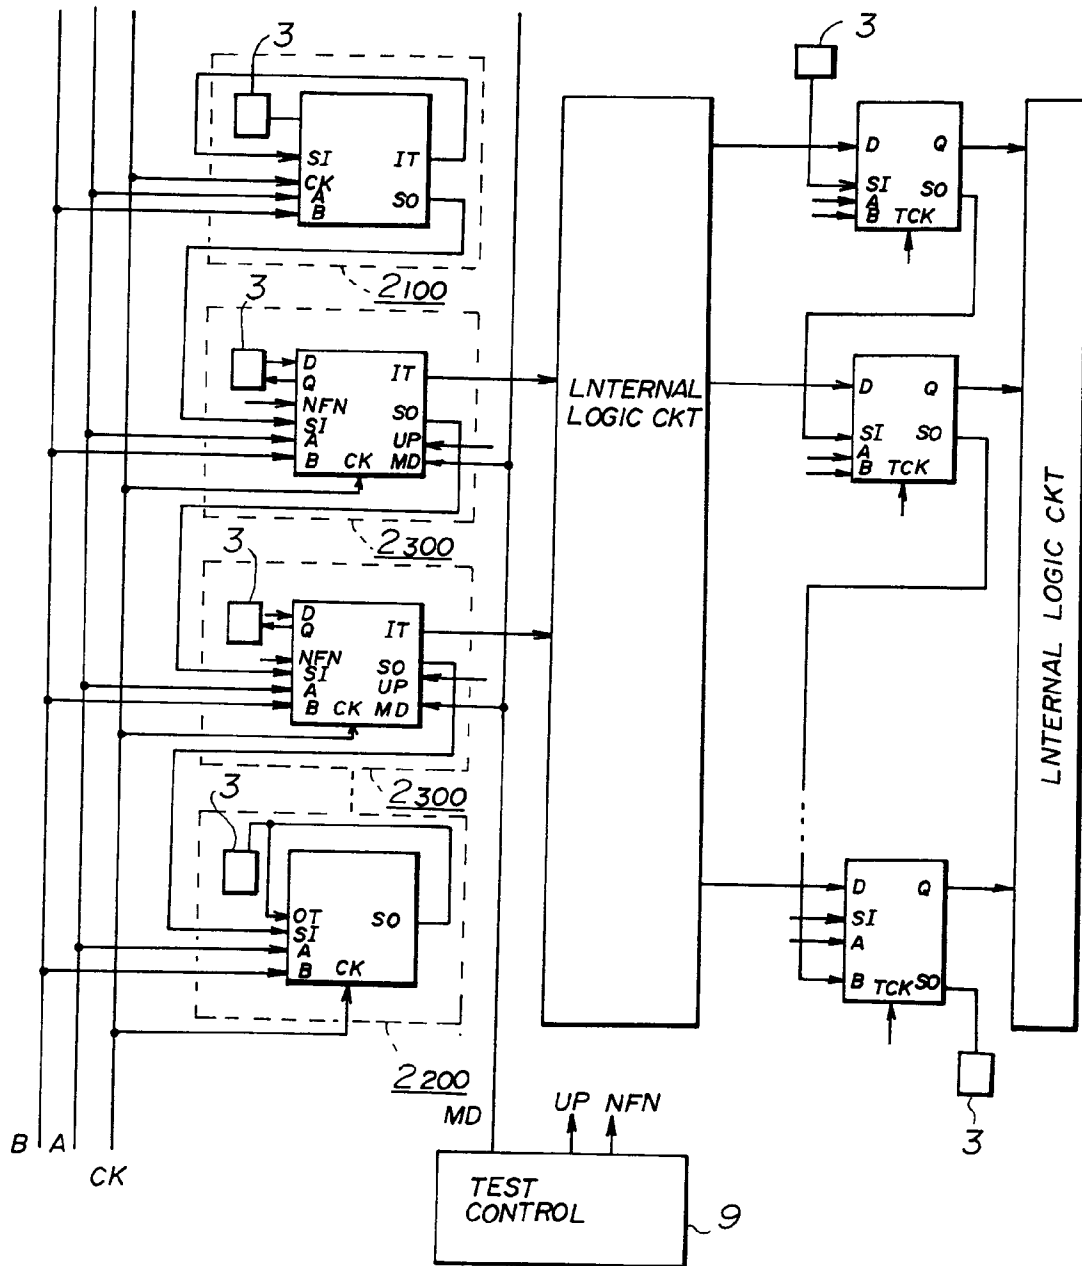 3
SI
IT
CK
A
SO
B
2100
3
D
IT
Q
NFN
SO
SI
A
UP
B
CK
MD
2300
3
D
Q
IT
NFN
SO
SI
UP
A
B
CK
MD
2300
3
OT
SO
SI
A
B
CK
2200
B
A
CK
MD
LNTERNAL
LOGIC CKT
UP
NFN
TEST
CONTROL
9
3
D
Q
SI
SO
A
B
TCK
D
Q
SI
SO
A
B
TCK
D
Q
SI
A
B
TCK
SO
3
LNTERNAL LOGIC CKT